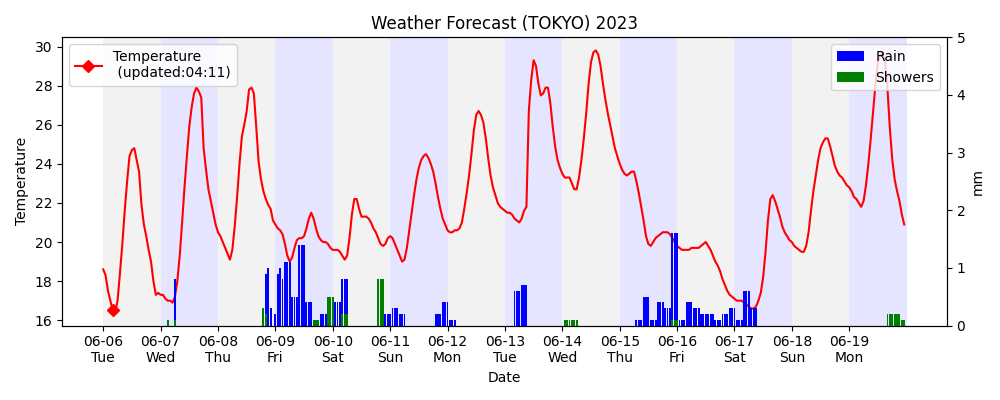 Weather Forecast (TOKYO) 2023
Temperature
(updated:04:11)
Rain
Showers
30
28
26
24
22
20
18
16
Temperature
5
4
3
2
1
0
mm
06-06 06-07 06-08 06-09 06-10 06-11 06-12 06-13 06-14 06-15 06-16 06-17 06-18 06-19
Tue Wed Thu Fri Sat Sun Mon Tue Wed Thu Fri Sat Sun Mon
Date